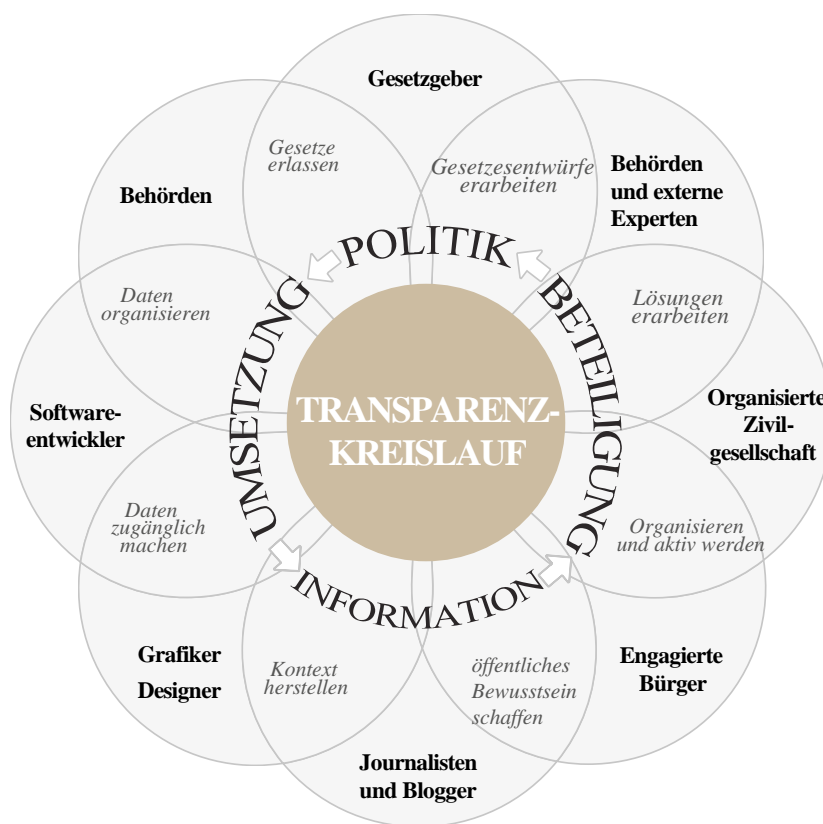 Gesetzgeber
Gesetze
erlassen
Gesetzesentwürfe
erarbeiten
Behörden
Behörden
und externe
Experten
POLITIK
Daten
organisieren
Lösungen
erarbeiten
UMSETZUNG
BETEILIGUNG
TRANSPARENZ-
KREISLAUF
Software-
entwickler
Organisierte
Zivil-
gesellschaft
Daten
zugänglich
machen
Organisieren
und aktiv werden
INFORMATION
Grafiker
Designer
Kontext
herstellen
öffentliches
Bewusstsein
schaffen
Engagierte
Bürger
Journalisten
und Blogger